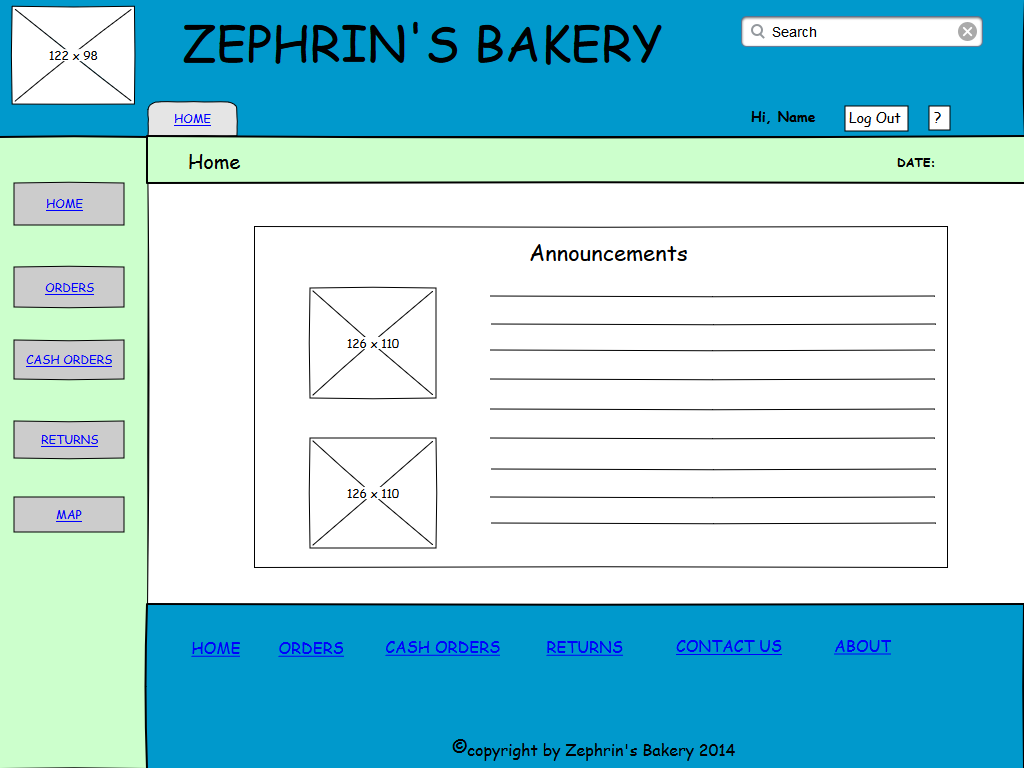 122 x 98
ZEPHRIN'S BAKERY
Search
HOME
Hi, Name
Log Out
?
Home
DATE:
HOME
ORDERS
CASH ORDERS
RETURNS
MAP
Announcements
126 x 110
126 x 110
HOME
ORDERS
CASH ORDERS
RETURNS
CONTACT US
ABOUT
©copyright by Zephrin's Bakery 2014